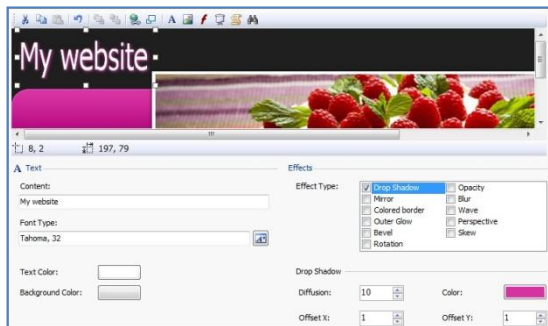 A f
My website
8, 2 197, 79
A Text
Effects
Content:
My website
Font Type:
Tahoma, 32
Text Color:
Background Color:
Effect Type:
Drop Shadow Opacity
Mirror Blur
Colored border Wave
Outer Glow Perspective
Bevel Skew
Rotation
Drop Shadow
Diffusion: 10 Color:
Offset X: 1 Offset Y: 1